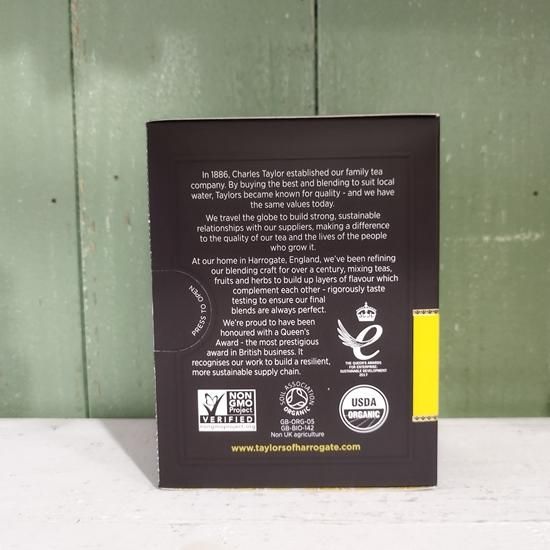 In 1886, Charles Taylor established our family tea
company. By buying the best and blending to suit local
water, Taylors became known for quality - and we have
the same values today.
We travel the globe to build strong, sustainable
relationships with our suppliers, making a difference
to the quality of our tea and the lives of the people
who grow it.
At our home in Harrogate, England, we've been refining
our blending craft for over a century, mixing teas,
fruits and herbs to build up layers of flavour which
complement each other - rigorously taste
testing to ensure our final
blends are always perfect.
We're proud to have been
honoured with a Queen's
Award - the most prestigious
award in British business. It
recognises our work to build a resilient,
more sustainable supply chain.
PRESS TO OPEN
THE QUEEN'S AWARDS
FOR ENTERPRISE:
SUSTAINABLE DEVELOPMENT
2017
NON
GMO
Project
VERIFIED
nongmoproject.org
SOIL ASSOCIATION
ORGANIC
GB-ORG-05
GB-BIO-142
Non UK agriculture
USDA
ORGANIC
www.taylorsofharrogate.com